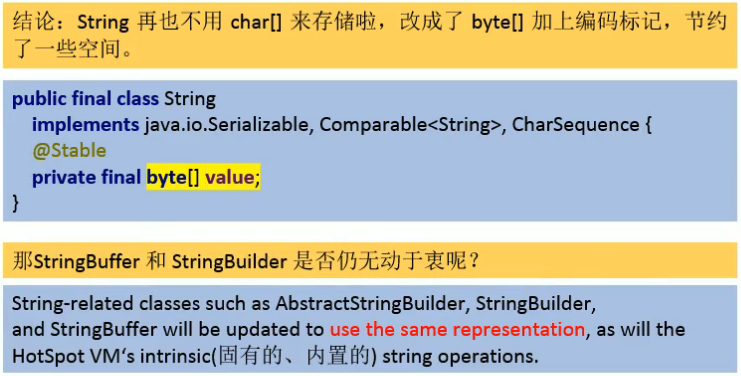 结论：String 再也不用 char[] 来存储啦，改成了 byte[] 加上编码标记，节约
了一些空间。
public final class String
implements java.io.Serializable, Comparable<String>, CharSequence {
@Stable
private final byte[] value;
}
那StringBuffer 和 StringBuilder 是否仍无动于衷呢？
String-related classes such as AbstractStringBuilder, StringBuilder,
and StringBuffer will be updated to use the same representation, as will the
HotSpot VM‘s intrinsic(固有的、内置的) string operations.